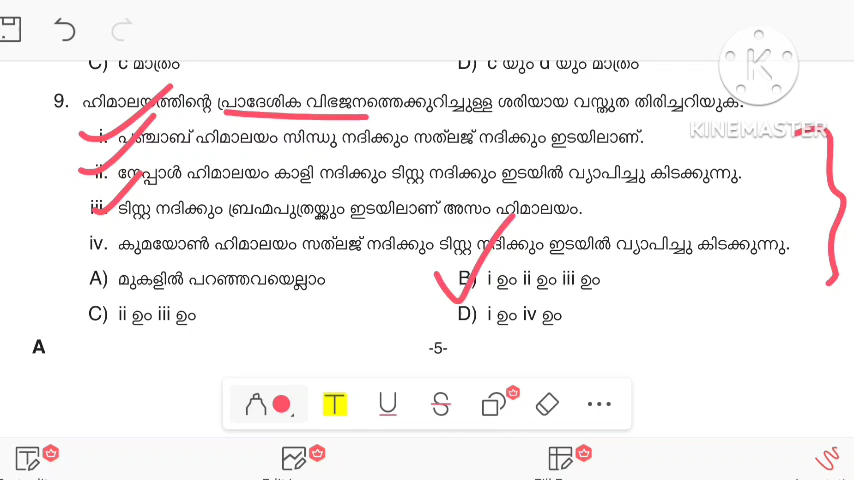 C) c മാത്രം
D) c യും d യും മാത്രം
9. ഹിമാലയത്തിന്റെ പ്രാദേശിക വിഭജനത്തെക്കുറിച്ചുള്ള ശരിയായ വസ്തുത തിരിച്ചറിയുക.
KINEMASTER
i. പഞ്ചാബ് ഹിമാലയം സിന്ധു നദിക്കും സത്‌ലജ് നദിക്കും ഇടയിലാണ്.
ii. നേപ്പാൾ ഹിമാലയം കാളി നദിക്കും ടിസ്റ്റ നദിക്കും ഇടയിൽ വ്യാപിച്ചു കിടക്കുന്നു.
iii. ടിസ്റ്റ നദിക്കും ബ്രഹ്മപുത്രയ്ക്കും ഇടയിലാണ് അസം ഹിമാലയം.
iv. കുമയോൺ ഹിമാലയം സത്‌ലജ് നദിക്കും ടിസ്റ്റ നദിക്കും ഇടയിൽ വ്യാപിച്ചു കിടക്കുന്നു.
A) മുകളിൽ പറഞ്ഞവയെല്ലാം
B) i ഉം ii ഉം iii ഉം
C) ii ഉം iii ഉം
D) i ഉം iv ഉം
A
-5-
T U S